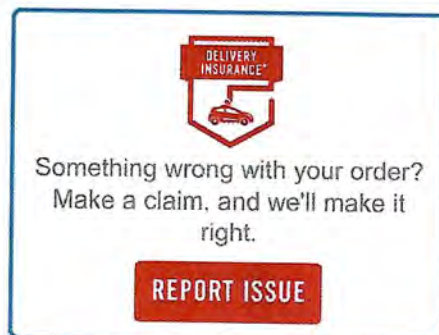 DELIVERY
INSURANCE*
Something wrong with your order?
Make a claim, and we'll make it
right.
REPORT ISSUE